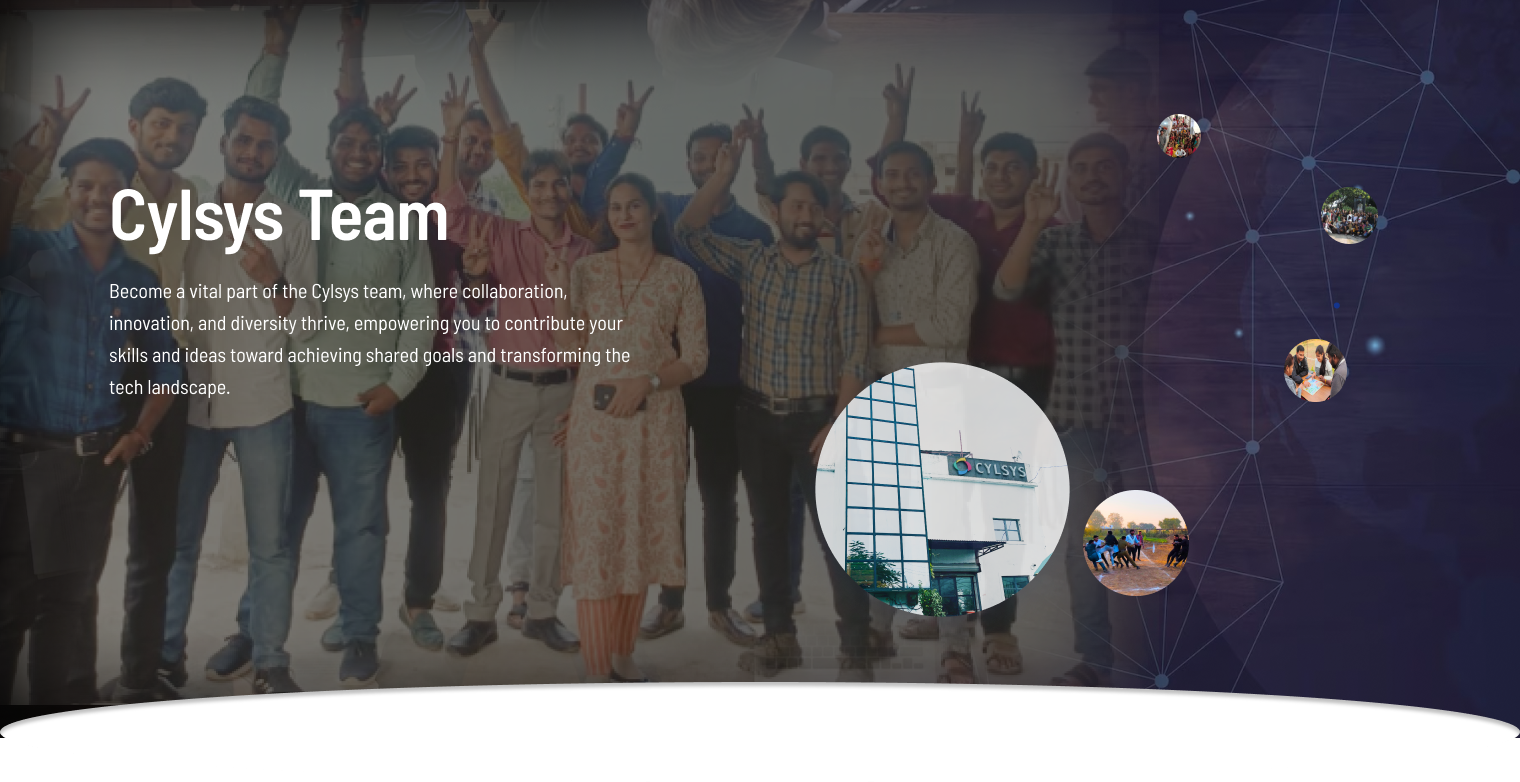 Cylsys Team
Become a vital part of the Cylsys team, where collaboration,
innovation, and diversity thrive, empowering you to contribute your
skills and ideas toward achieving shared goals and transforming the
tech landscape.
CYLSYS